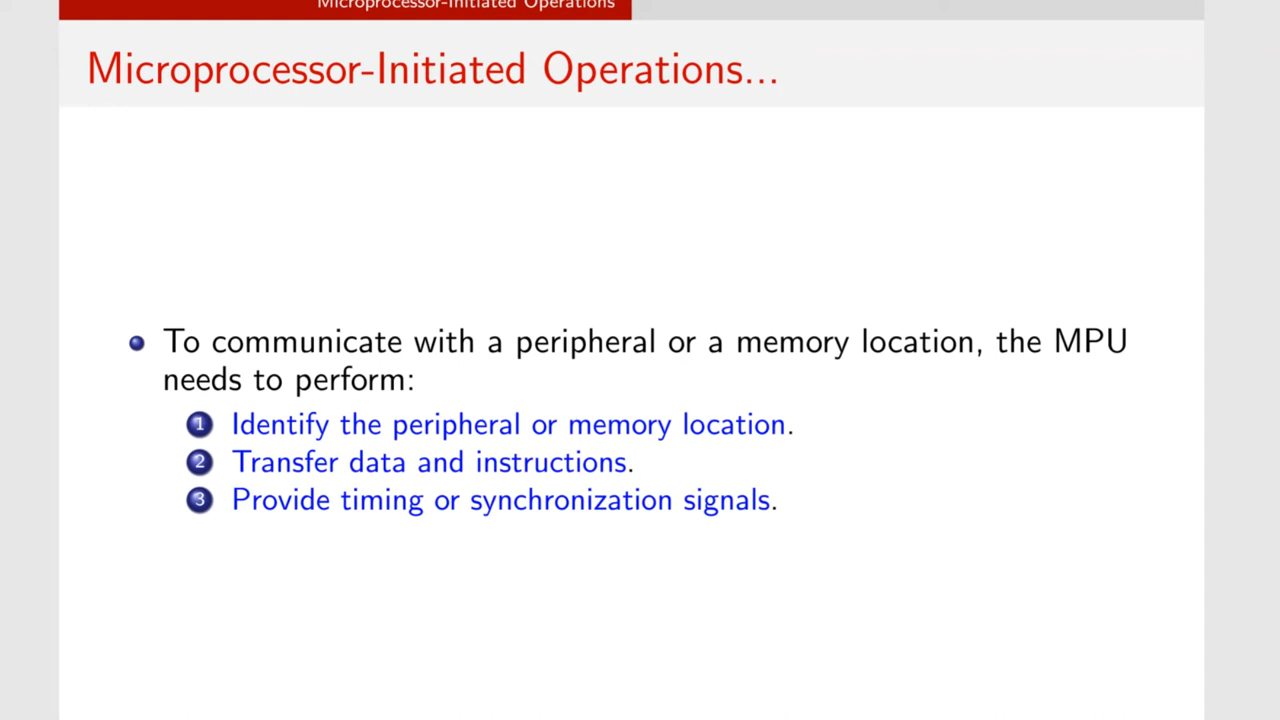 Microprocessor-Initiated Operations
Microprocessor-Initiated Operations...
To communicate with a peripheral or a memory location, the MPU
needs to perform:
1 Identify the peripheral or memory location.
2 Transfer data and instructions.
3 Provide timing or synchronization signals.